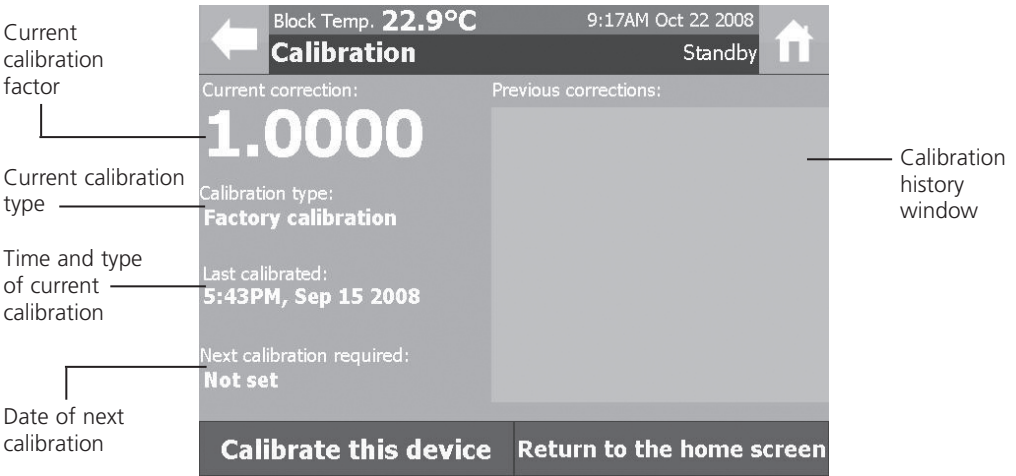 Current
calibration
factor
Current calibration
type
Time and type
of current
calibration
Date of next
calibration
Block Temp. 22.9°C
9:17AM Oct 22 2008
Calibration
Standby
Current correction:
1.0000
Calibration type:
Factory calibration
Last calibrated:
5:43PM, Sep 15 2008
Next calibration required:
Not set
Previous corrections:
Calibrate this device
Return to the home screen
Calibration
history
window